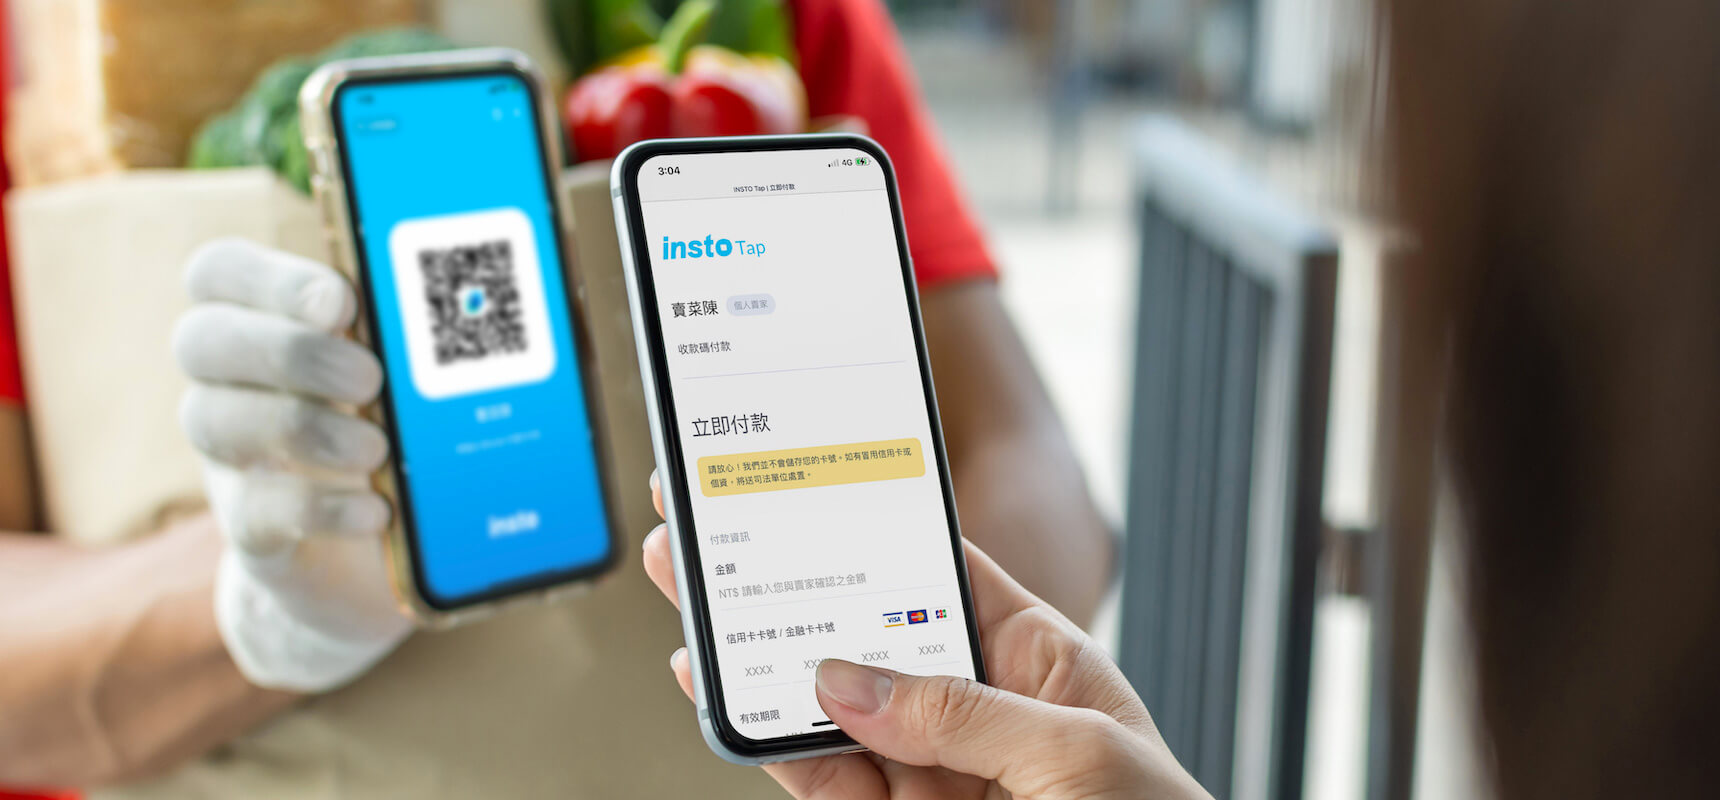 3:04
4G
INSTO Tap | 立即付款
insto Tap
賣菜陳 個人賣家
收款碼付款
立即付款
請放心！我們並不會儲存您的卡號。如有冒用信用卡或
個資，將送司法單位處置。
付款資訊
金額
NT$ 請輸入您與賣家確認之金額
信用卡卡號 / 金融卡卡號 VISA
XXXX XXXX XXXX XXXX
有效期限
insto